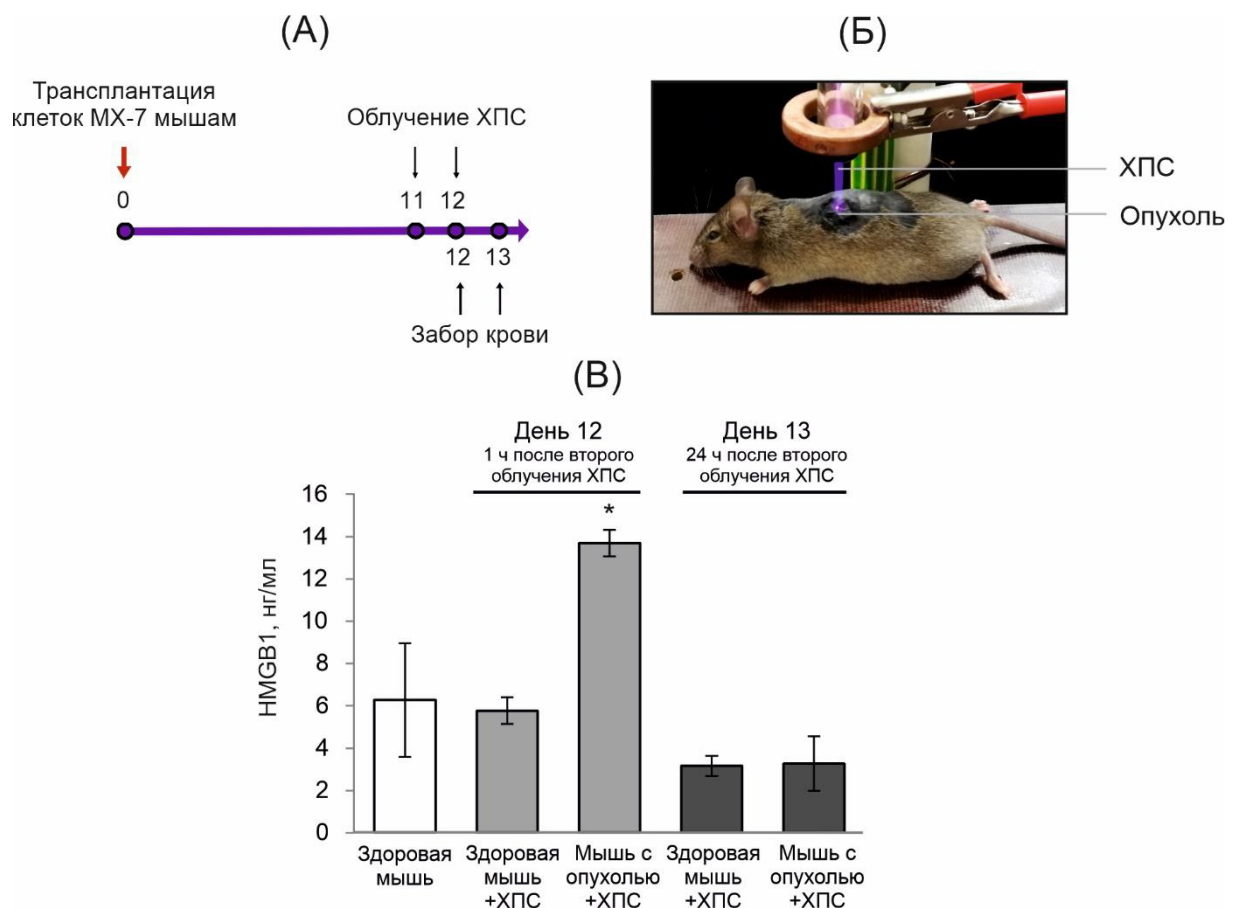 (А)
(Б)
Трансплантация
клеток МХ-7 мышам
Облучение ХПС
0
11
12
12
13
Забор крови
ХПС
Опухоль
(В)
День 12
1 ч после второго
облучения ХПС
День 13
24 ч после второго
облучения ХПС
*
HMGB1, нг/мл
16
14
12
10
8
6
4
2
0
Здоровая
мышь
Здоровая
мышь
+ХПС
Мышь с
опухолью
+ХПС
Здоровая
мышь
+ХПС
Мышь с
опухолью
+ХПС